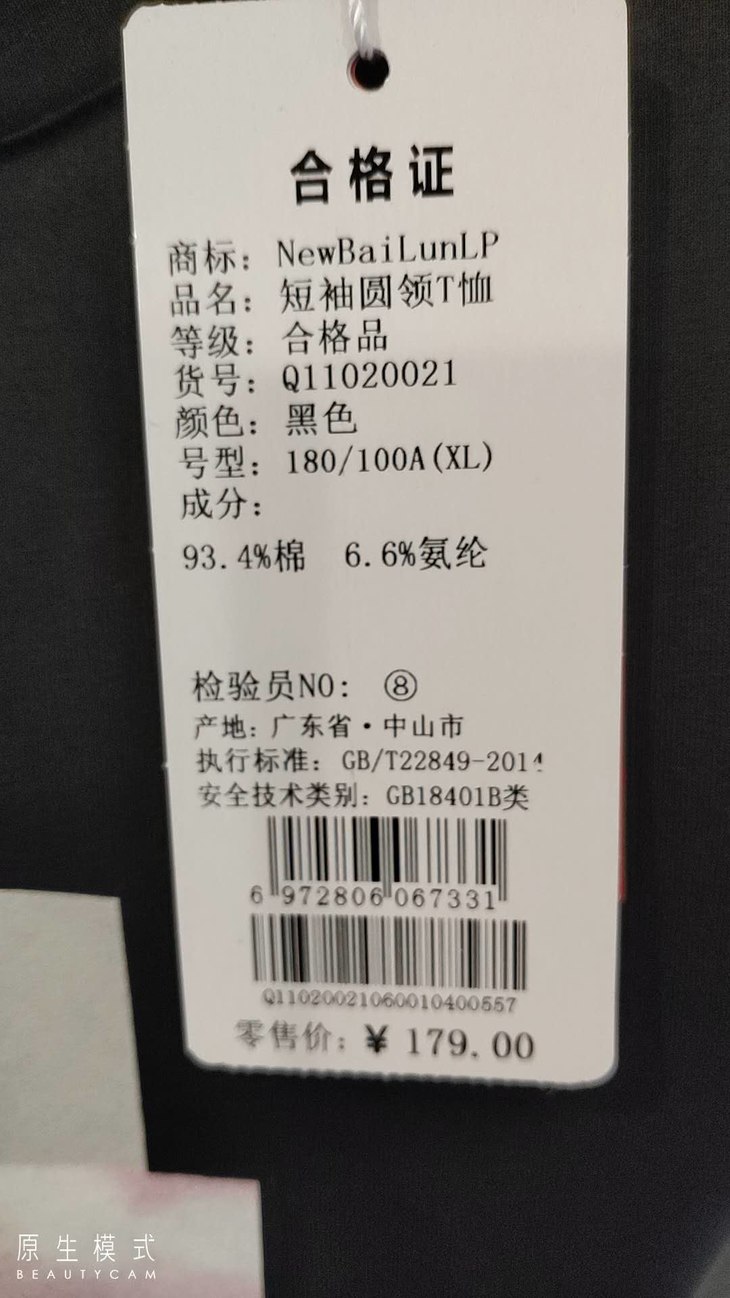 合格证
商标: NewBaiLunLP
品名: 短袖圆领T恤
等级: 合格品
货号: Q11020021
颜色: 黑色
号型: 180/100A(XL)
成分:
93.4%棉 6.6%氨纶
检验员NO: ⑧
产地: 广东省·中山市
执行标准: GB/T22849-2014
安全技术类别: GB18401B类
6 972806 067331
Q11020021060010400557
零售价: ¥ 179.00
原生模式
BEAUTYCAM